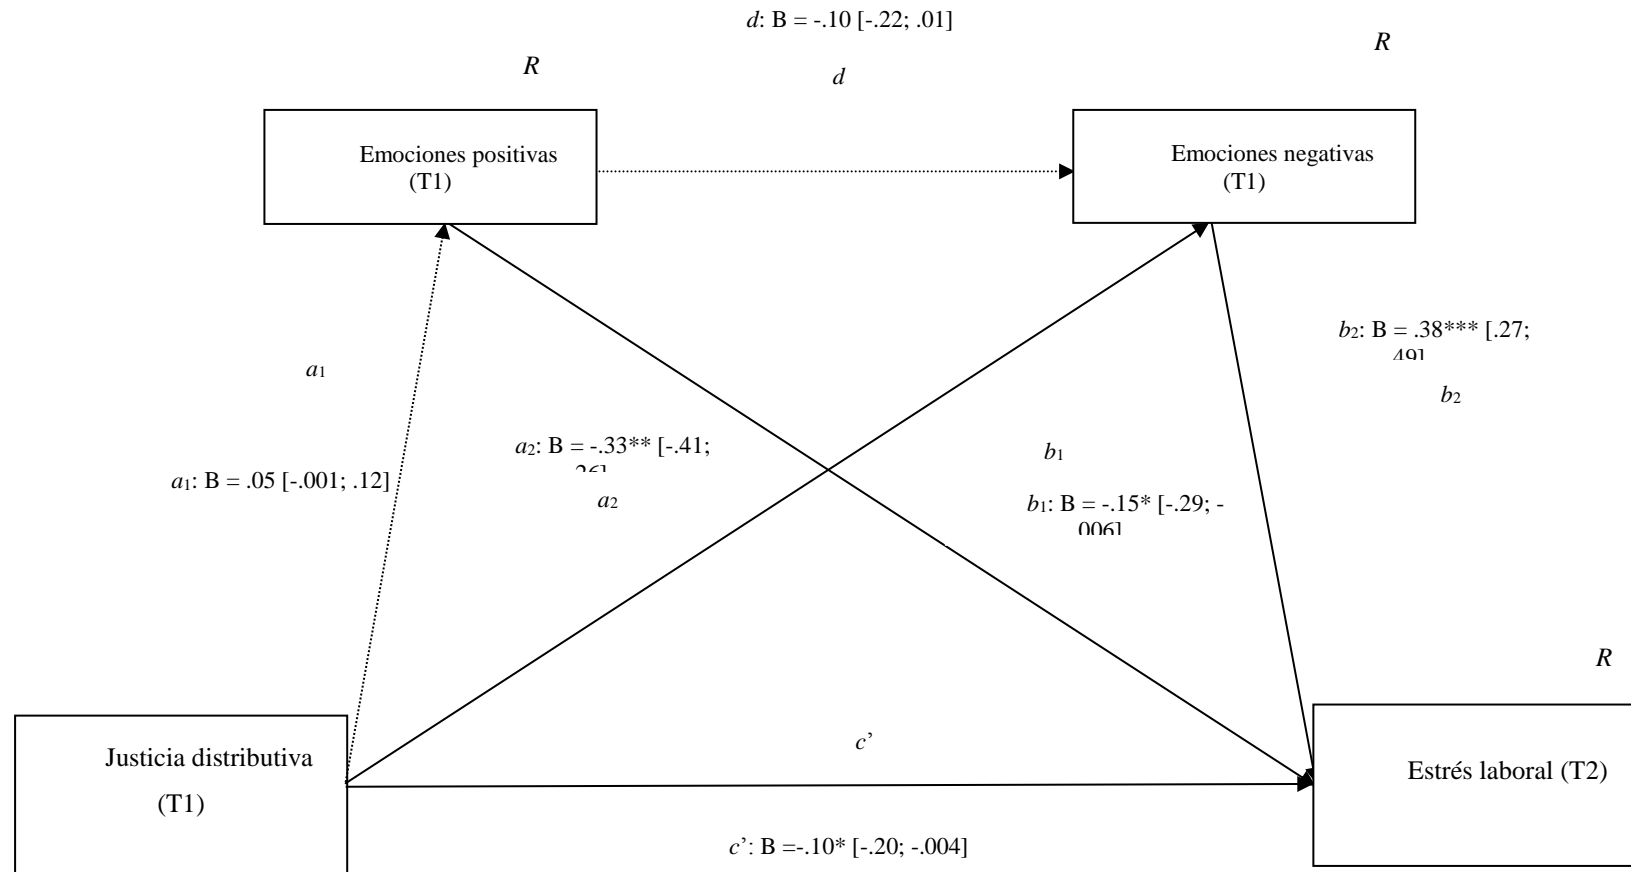 d: B = -.10 [-.22; .01]
R
R
d
Emociones positivas
(T1)
Emociones negativas
(T1)
b2: B = .38*** [.27;
a1
b2
a2: B = -.33** [-.41;
b1
a1: B = .05 [-.001; .12]
a2
b1: B = -.15* [-.29; -
R
c’
Justicia distributiva
(T1)
Estrés laboral (T2)
c’: B =-.10* [-.20; -.004]